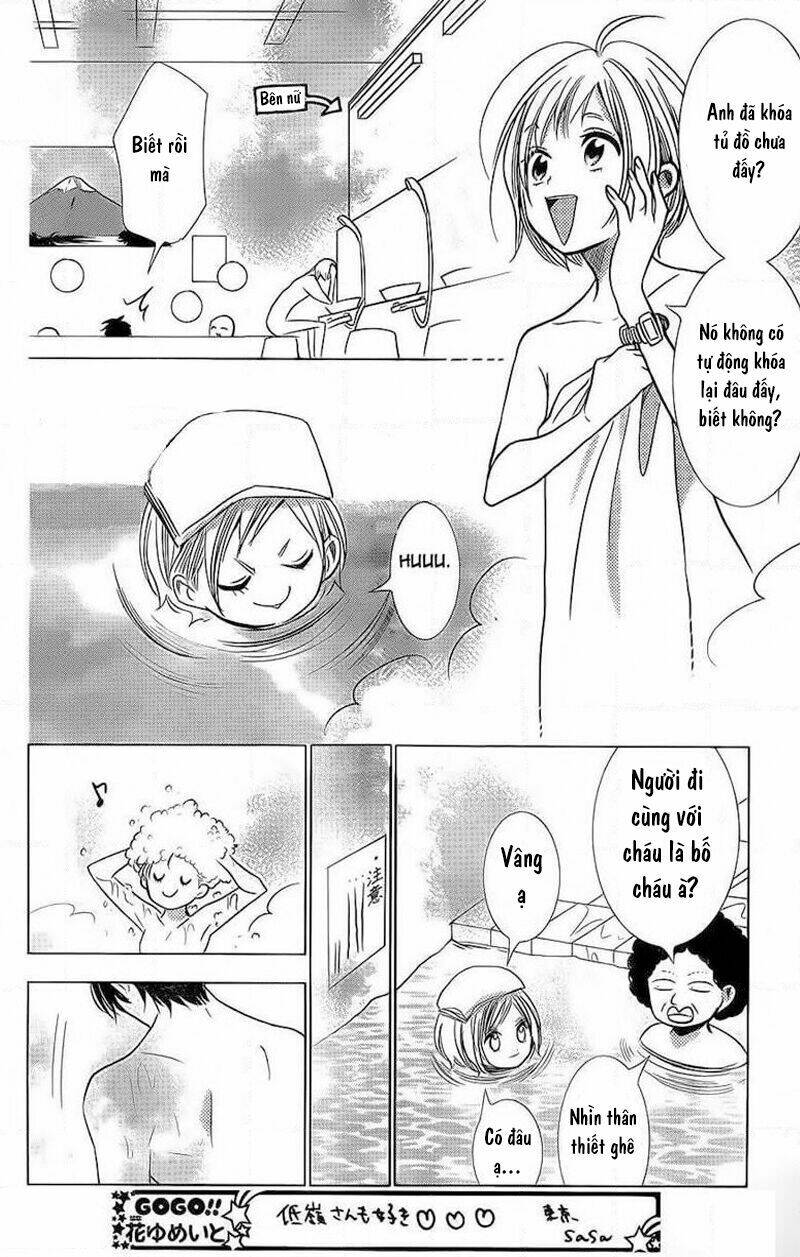 Anh đã khóa
tủ đồ chưa
đấy?
Nó không có
tự động khóa
lại đâu đấy,
biết không?
Bên nữ
Biết rồi
mà
HUUU.
Người đi
cùng với
cháu là bố
cháu à?
Vâng
ạ
Nhìn thân
thiết ghê
Có đâu
ạ...
注意
GOGO!!
花ゆめいと
低嶺さんも好き♡♡♡
東京、
sasa